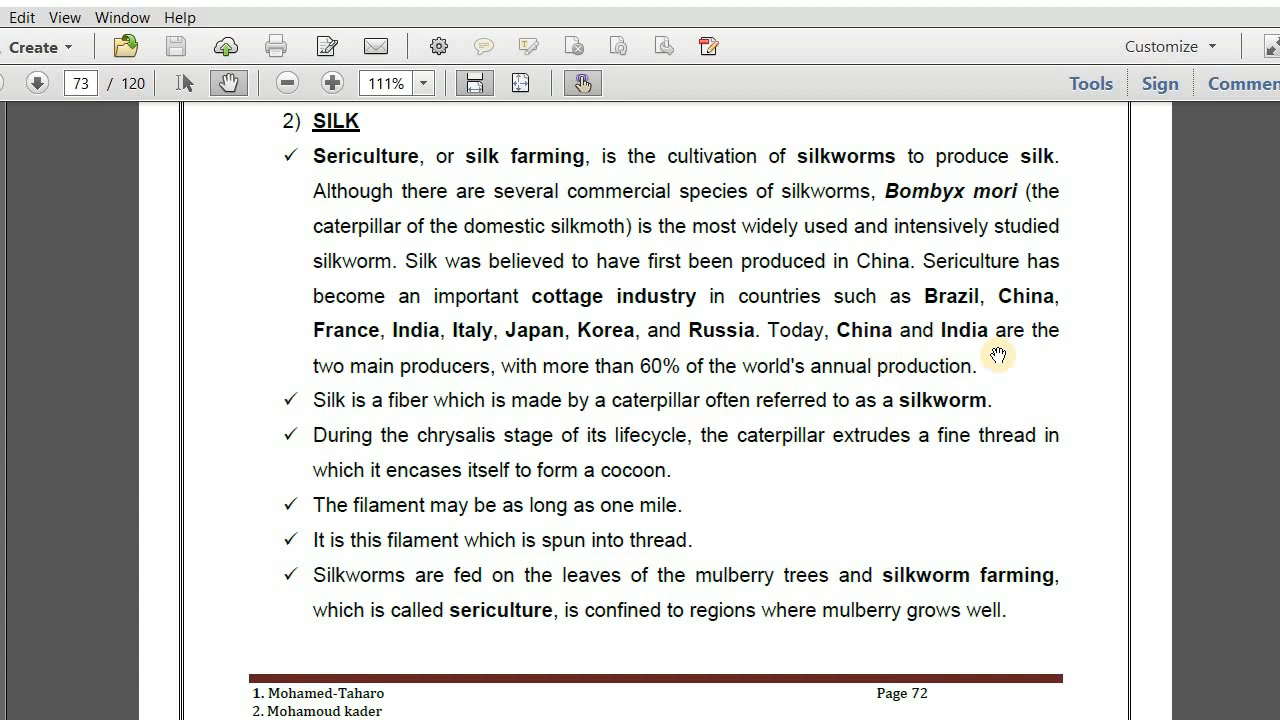 Edit View Window Help
Create Customize
73 / 120 111% Tools Sign Commen
2) SILK
✓ Sericulture, or silk farming, is the cultivation of silkworms to produce silk.
Although there are several commercial species of silkworms, Bombyx mori (the
caterpillar of the domestic silkmoth) is the most widely used and intensively studied
silkworm. Silk was believed to have first been produced in China. Sericulture has
become an important cottage industry in countries such as Brazil, China,
France, India, Italy, Japan, Korea, and Russia. Today, China and India are the
two main producers, with more than 60% of the world's annual production.
✓ Silk is a fiber which is made by a caterpillar often referred to as a silkworm.
✓ During the chrysalis stage of its lifecycle, the caterpillar extrudes a fine thread in
which it encases itself to form a cocoon.
✓ The filament may be as long as one mile.
✓ It is this filament which is spun into thread.
✓ Silkworms are fed on the leaves of the mulberry trees and silkworm farming,
which is called sericulture, is confined to regions where mulberry grows well.
1. Mohamed-Taharo Page 72
2. Mohamoud kader